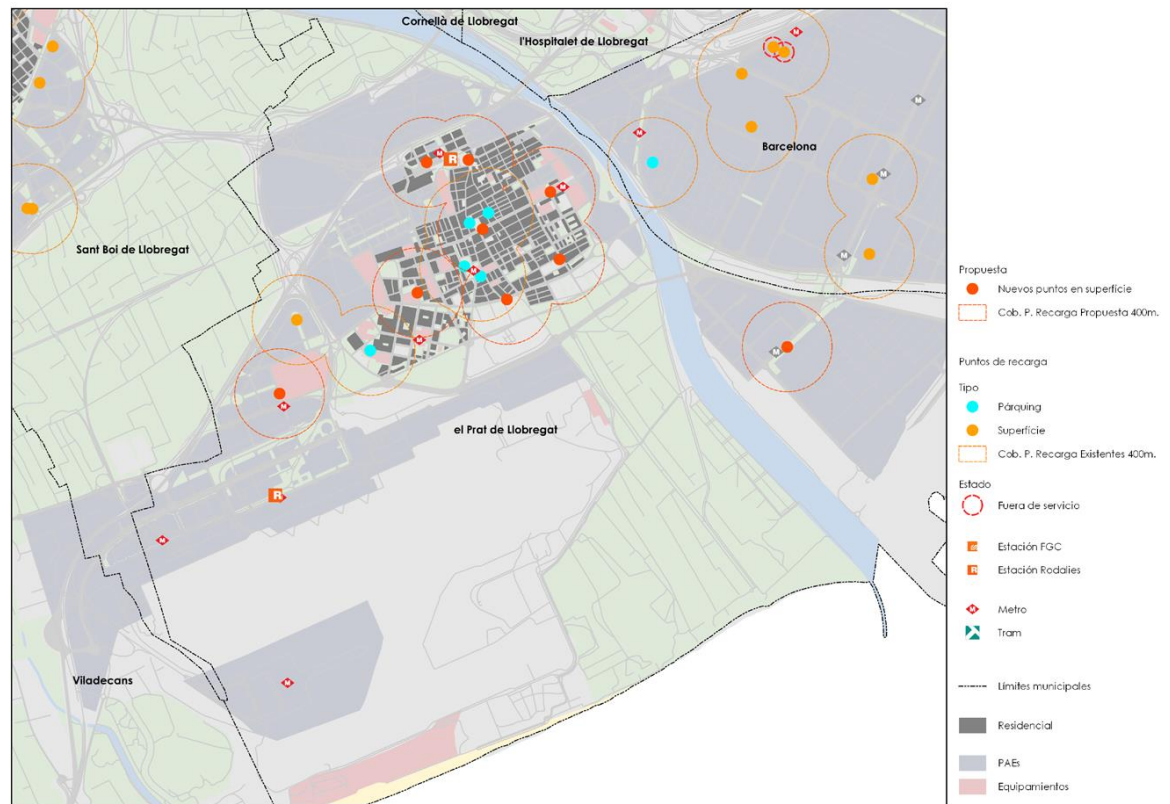 Cornellà de Llobregat
l'Hospitalet de Llobregat
Barcelona
Sant Boi de Llobregat
el Prat de Llobregat
Viladecans
Propuesta
Nuevos puntos en superfície
Cob. P. Recarga Propuesta 400m.
Puntos de recarga
Tipo
Párquing
Superfície
Cob. P. Recarga Existentes 400m.
Estado
Fuera de servicio
Estación FGC
Estación Rodalies
Metro
Tram
Límites municipales
Residencial
PAEs
Equipamientos